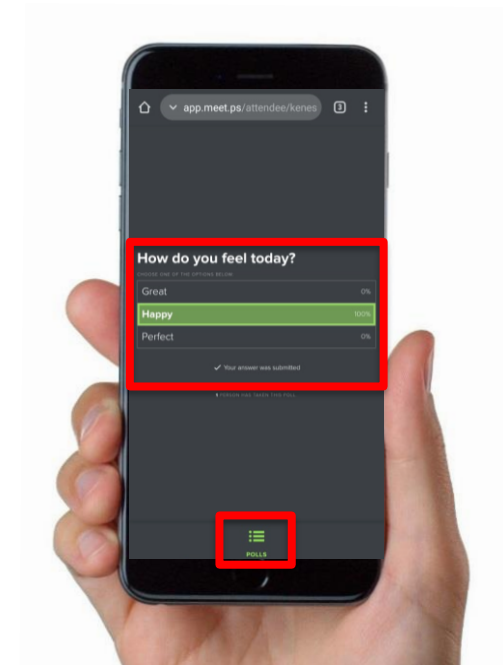 app.meet.ps/attendee/kenes
3
How do you feel today?
CHOOSE ONE OF THE OPTIONS BELOW
Great 0%
Happy 100%
Perfect 0%
✓ Your answer was submitted
1 PERSON HAS TAKEN THIS POLL
POLLS